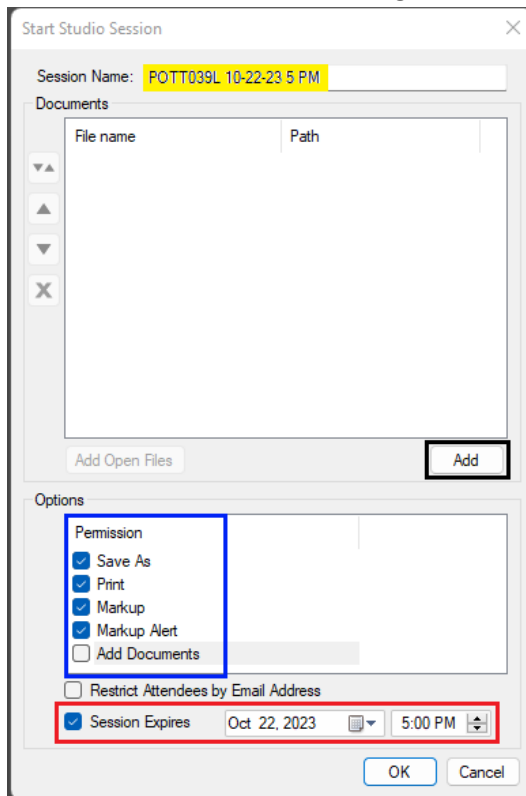 Start Studio Session
Session Name: POTT039L 10-22-23 5 PM
Documents
File name Path
Add Open Files Add
Options
Permission
Save As
Print
Markup
Markup Alert
Add Documents
Restrict Attendees by Email Address
Session Expires Oct 22, 2023 5:00 PM
OK Cancel